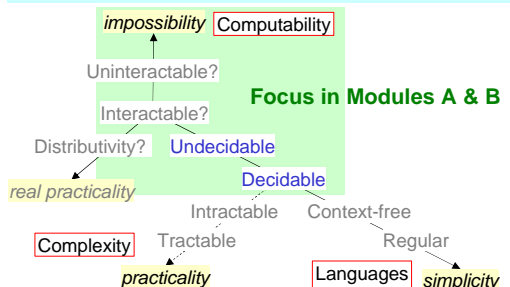 impossibility Computability
Uninteractable?
Focus in Modules A & B
Interactable?
Distributivity? Undecidable
Decidable
real practicality
Intractable Context-free
Complexity Tractable Regular
practicality Languages simplicity